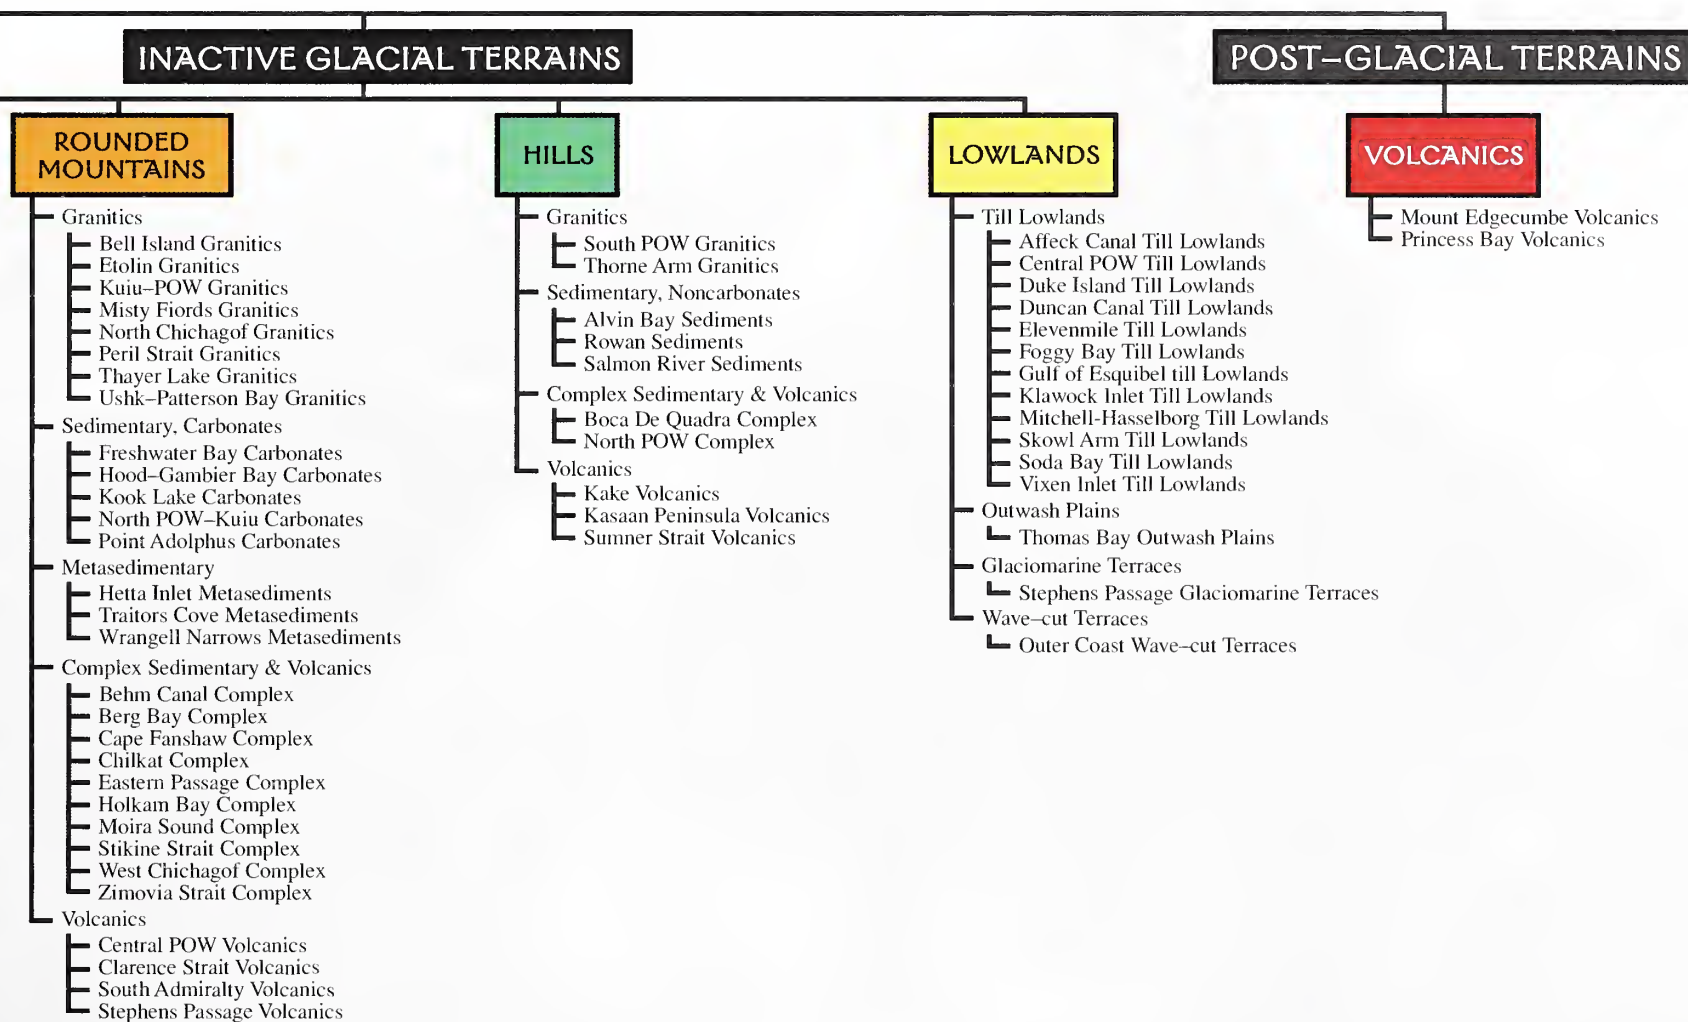 INACTIVE GLACIAL TERRAINS
POST–GLACIAL TERRAINS
ROUNDED
MOUNTAINS
Granitics
Bell Island Granitics
Etolin Granitics
Kuiu–POW Granitics
Misty Fiords Granitics
North Chichagof Granitics
Peril Strait Granitics
Thayer Lake Granitics
Ushk–Patterson Bay Granitics
Sedimentary, Carbonates
Freshwater Bay Carbonates
Hood–Gambier Bay Carbonates
Kook Lake Carbonates
North POW–Kuiu Carbonates
Point Adolphus Carbonates
Metasedimentary
Hetta Inlet Metasediments
Traitors Cove Metasediments
Wrangell Narrows Metasediments
Complex Sedimentary & Volcanics
Behm Canal Complex
Berg Bay Complex
Cape Fanshaw Complex
Chilkat Complex
Eastern Passage Complex
Holkam Bay Complex
Moira Sound Complex
Stikine Strait Complex
West Chichagof Complex
Zimovia Strait Complex
Volcanics
Central POW Volcanics
Clarence Strait Volcanics
South Admiralty Volcanics
Stephens Passage Volcanics
HILLS
Granitics
South POW Granitics
Thorne Arm Granitics
Sedimentary, Noncarbonates
Alvin Bay Sediments
Rowan Sediments
Salmon River Sediments
Complex Sedimentary & Volcanics
Boca De Quadra Complex
North POW Complex
Volcanics
Kake Volcanics
Kasaan Peninsula Volcanics
Sumner Strait Volcanics
LOWLANDS
Till Lowlands
Affeck Canal Till Lowlands
Central POW Till Lowlands
Duke Island Till Lowlands
Duncan Canal Till Lowlands
Elevenmile Till Lowlands
Foggy Bay Till Lowlands
Gulf of Esquibel till Lowlands
Klawock Inlet Till Lowlands
Mitchell-Hasselborg Till Lowlands
Skowl Arm Till Lowlands
Soda Bay Till Lowlands
Vixen Inlet Till Lowlands
Outwash Plains
Thomas Bay Outwash Plains
Glaciomarine Terraces
Stephens Passage Glaciomarine Terraces
Wave–cut Terraces
Outer Coast Wave–cut Terraces
VOLCANICS
Mount Edgecumbe Volcanics
Princess Bay Volcanics